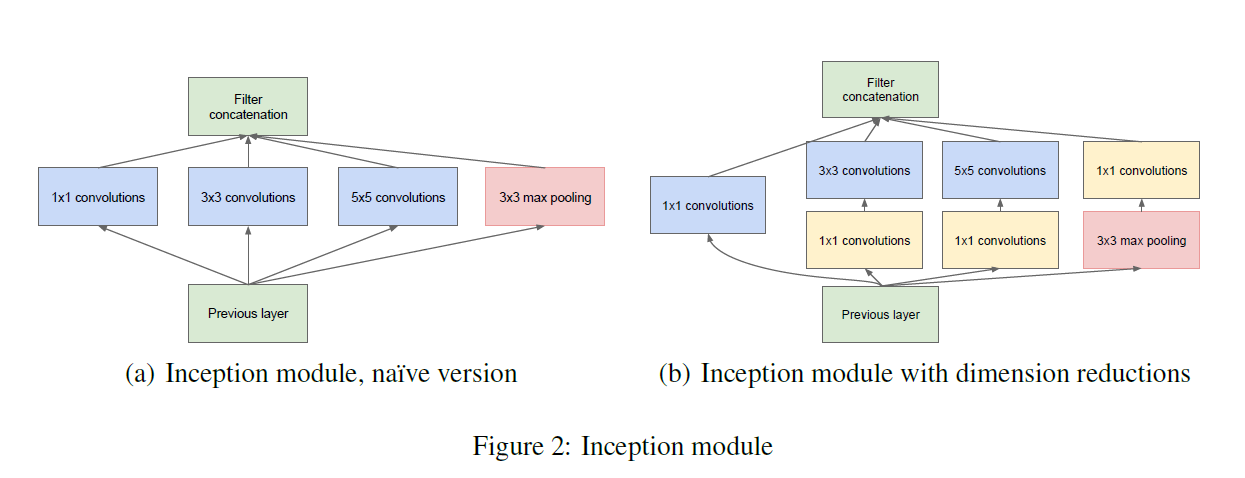 Filter
concatenation
1x1 convolutions
3x3 convolutions
5x5 convolutions
3x3 max pooling
Previous layer
(a) Inception module, naïve version
Filter
concatenation
3x3 convolutions
5x5 convolutions
1x1 convolutions
1x1 convolutions
1x1 convolutions
1x1 convolutions
3x3 max pooling
Previous layer
(b) Inception module with dimension reductions
Figure 2: Inception module